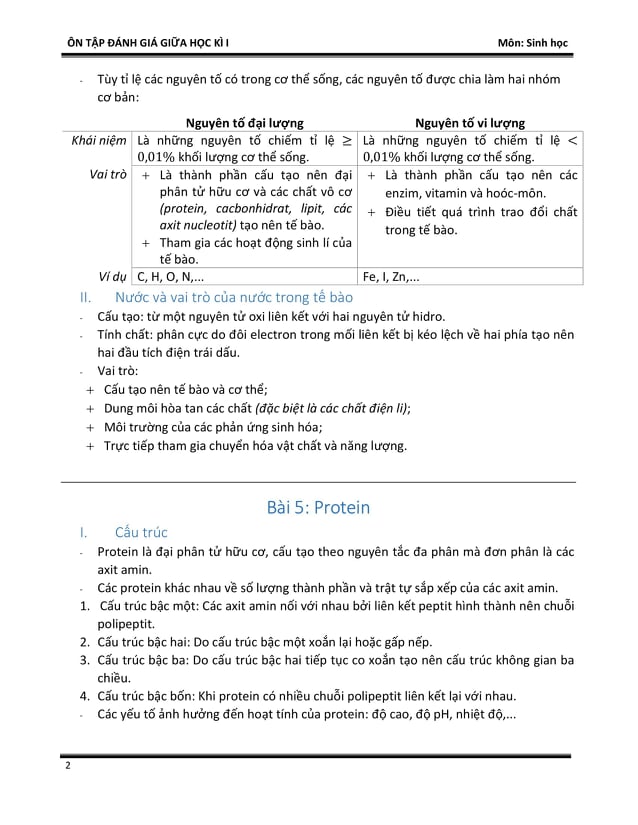 ÔN TẬP ĐÁNH GIÁ GIỮA HỌC KÌ I Môn: Sinh học
- Tùy tỉ lệ các nguyên tố có trong cơ thể sống, các nguyên tố được chia làm hai nhóm
cơ bản:
Nguyên tố đại lượng Nguyên tố vi lượng
Khái niệm Là những nguyên tố chiếm tỉ lệ ≥ Là những nguyên tố chiếm tỉ lệ <
0,01% khối lượng cơ thể sống. 0,01% khối lượng cơ thể sống.
Vai trò + Là thành phần cấu tạo nên đại + Là thành phần cấu tạo nên các
phân tử hữu cơ và các chất vô cơ enzim, vitamin và hoóc-môn.
(protein, cacbonhidrat, lipit, các + Điều tiết quá trình trao đổi chất
axit nucleotit) tạo nên tế bào. trong tế bào.
+ Tham gia các hoạt động sinh lí của
tế bào.
Ví dụ C, H, O, N,... Fe, I, Zn,...
II. Nước và vai trò của nước trong tế bào
- Cấu tạo: từ một nguyên tử oxi liên kết với hai nguyên tử hidro.
- Tính chất: phân cực do đôi electron trong mối liên kết bị kéo lệch về hai phía tạo nên
hai đầu tích điện trái dấu.
- Vai trò:
+ Cấu tạo nên tế bào và cơ thể;
+ Dung môi hòa tan các chất (đặc biệt là các chất điện li);
+ Môi trường của các phản ứng sinh hóa;
+ Trực tiếp tham gia chuyển hóa vật chất và năng lượng.
Bài 5: Protein
I. Cấu trúc
- Protein là đại phân tử hữu cơ, cấu tạo theo nguyên tắc đa phân mà đơn phân là các
axit amin.
- Các protein khác nhau về số lượng thành phần và trật tự sắp xếp của các axit amin.
1. Cấu trúc bậc một: Các axit amin nối với nhau bởi liên kết peptit hình thành nên chuỗi
polipeptit.
2. Cấu trúc bậc hai: Do cấu trúc bậc một xoắn lại hoặc gấp nếp.
3. Cấu trúc bậc ba: Do cấu trúc bậc hai tiếp tục co xoắn tạo nên cấu trúc không gian ba
chiều.
4. Cấu trúc bậc bốn: Khi protein có nhiều chuỗi polipeptit liên kết lại với nhau.
- Các yếu tố ảnh hưởng đến hoạt tính của protein: độ cao, độ pH, nhiệt độ,...
2